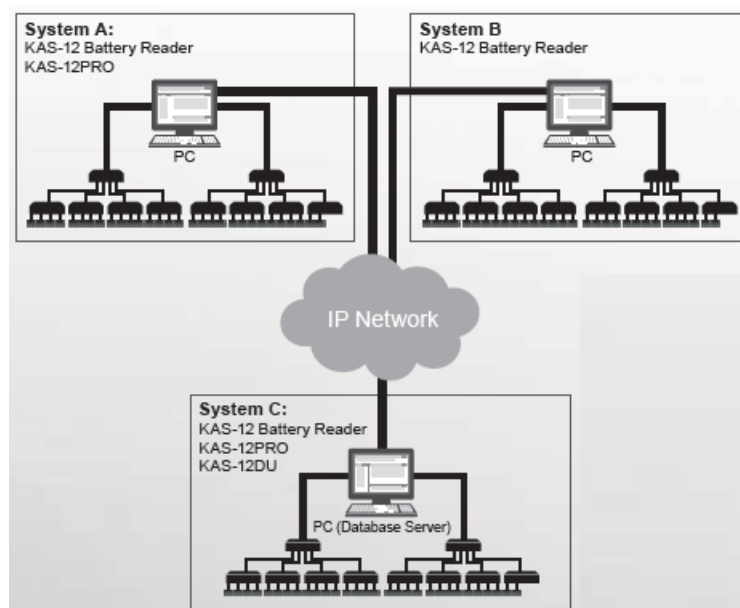 System A:
KAS-12 Battery Reader
KAS-12PRO
PC
System B
KAS-12 Battery Reader
PC
IP Network
System C:
KAS-12 Battery Reader
KAS-12PRO
KAS-12DU
PC (Database Server)